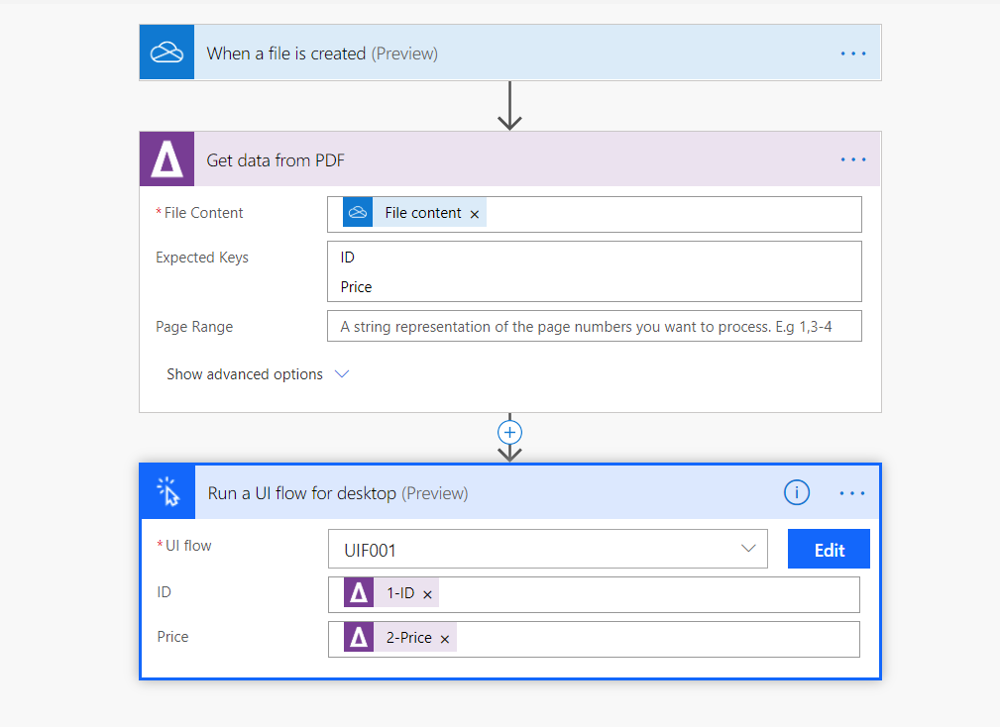 When a file is created (Preview)
Get data from PDF
* File Content
File content ×
Expected Keys
ID
Price
Page Range
A string representation of the page numbers you want to process. E.g 1,3-4
Show advanced options
Run a UI flow for desktop (Preview)
* UI flow
UIF001
Edit
ID
1-ID ×
Price
2-Price ×